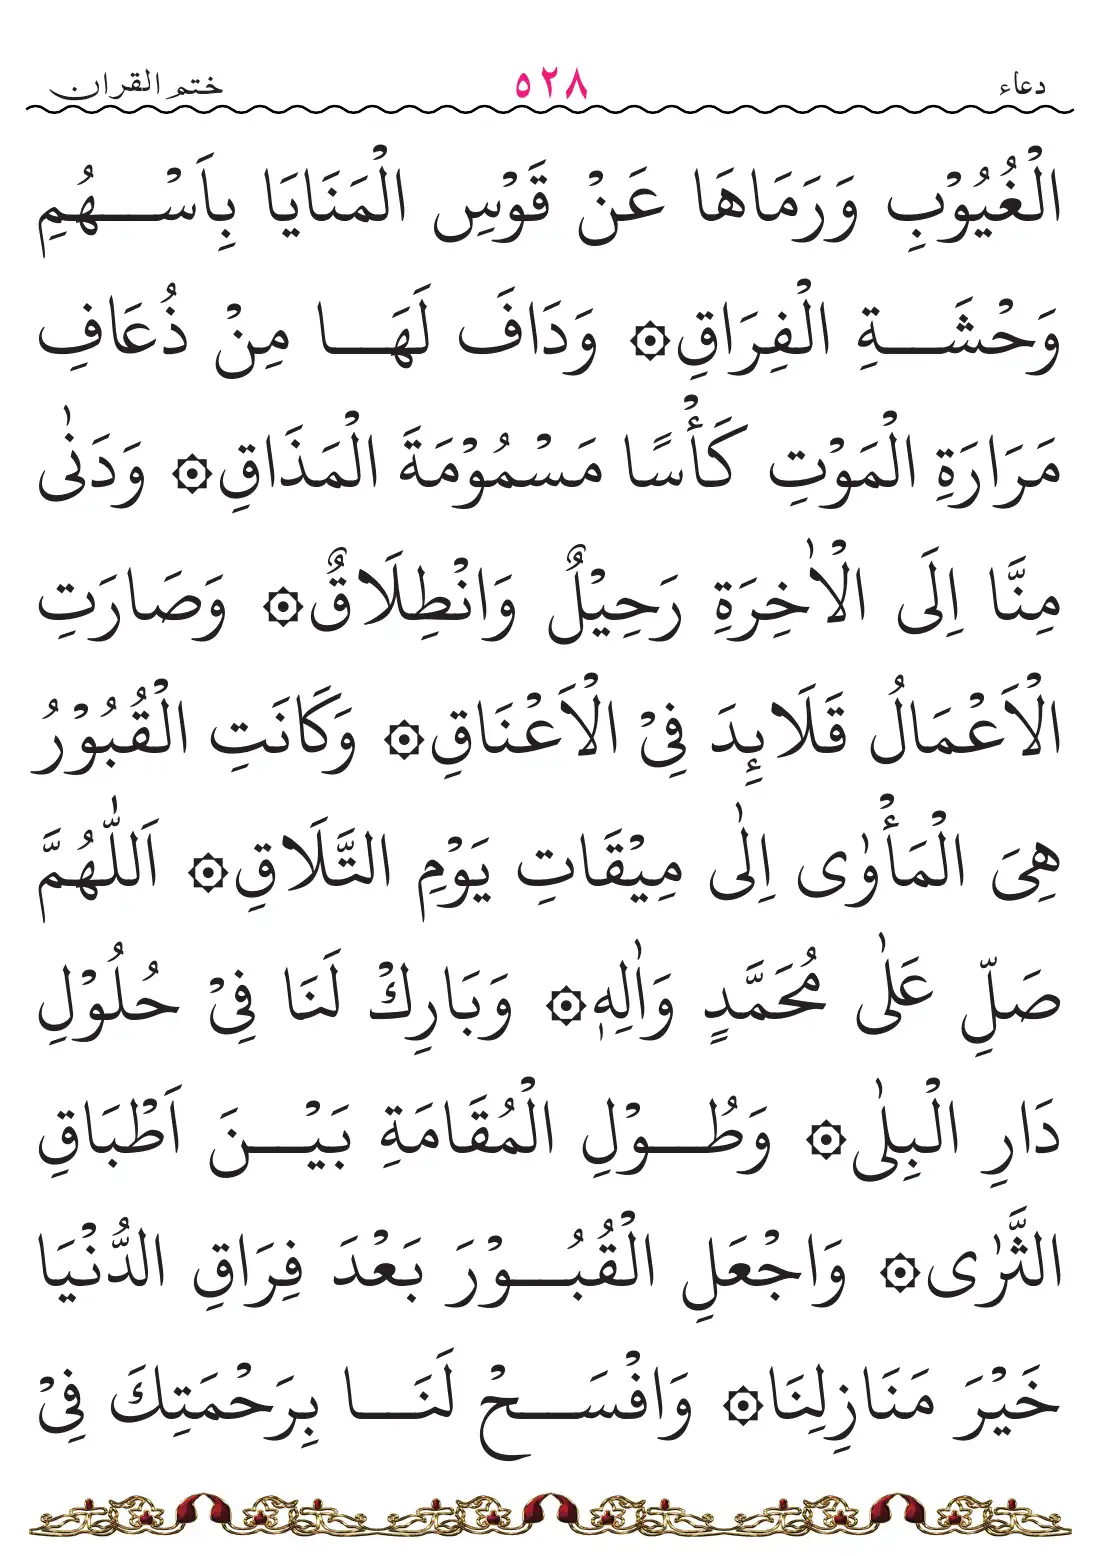 دعاء ٥٢٨ ختم القران
الْغُيُوْبِ وَرَمَاهَا عَنْ قَوْسِ الْمَنَايَا بِاَسْهُمِ
وَحْشَةِ الْفِرَاقِ۞ وَدَافَ لَهَا مِنْ ذُعَافِ
مَرَارَةِ الْمَوْتِ كَأْسًا مَسْمُوْمَةَ الْمَذَاقِ۞ وَدَنٰى
مِنَّا اِلَى الْاٰخِرَةِ رَحِيْلٌ وَانْطِلَاقٌ۞ وَصَارَتِ
الْاَعْمَالُ قَلَايِٕدَ فِىْ الْاَعْنَاقِ۞ وَكَانَتِ الْقُبُوْرُ
هِىَ الْمَأْوٰى اِلٰى مِيْقَاتِ يَوْمِ التَّلَاقِ۞ اَللّٰهُمَّ
صَلِّ عَلٰى مُحَمَّدٍ وَاٰلِهٖ۞ وَبَارِكْ لَنَا فِىْ حُلُوْلِ
دَارِ الْبِلٰى۞ وَطُوْلِ الْمُقَامَةِ بَيْنَ اَطْبَاقِ
الثَّرٰى۞ وَاجْعَلِ الْقُبُوْرَ بَعْدَ فِرَاقِ الدُّنْيَا
خَيْرَ مَنَازِلِنَا۞ وَافْسَحْ لَنَا بِرَحْمَتِكَ فِىْ